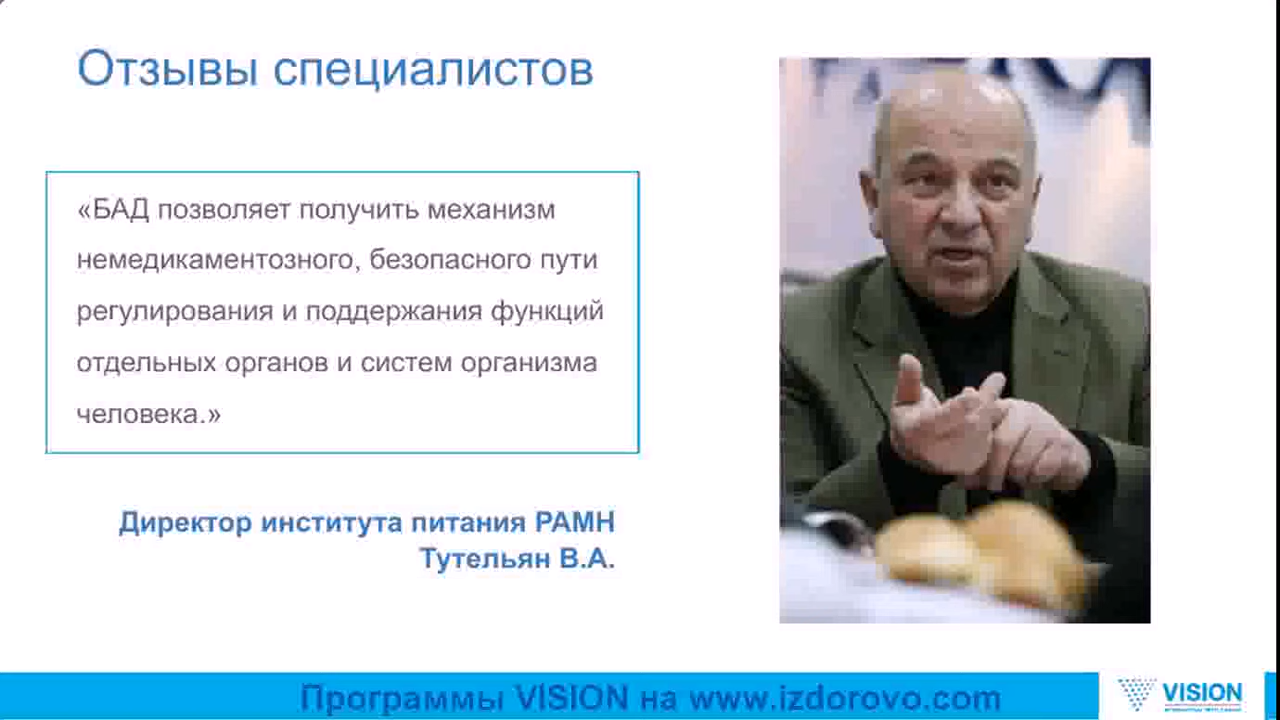 Отзывы специалистов
«БАД позволяет получить механизм
немедикаментозного, безопасного пути
регулирования и поддержания функций
отдельных органов и систем организма
человека.»
Директор института питания РАМН
Тутельян В.А.
Программы VISION на www.izdorovo.com
VISION